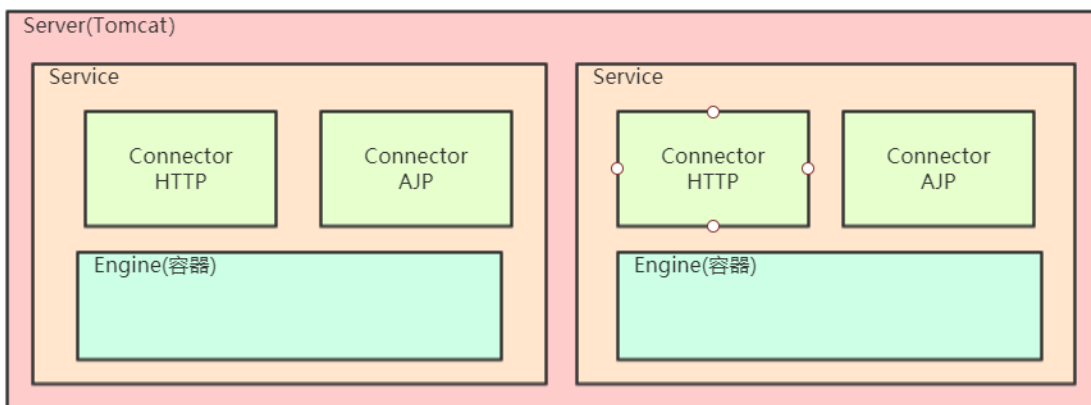 Server(Tomcat)
Service
Connector
HTTP
Connector
AJP
Engine(容器)
Service
Connector
HTTP
Connector
AJP
Engine(容器)